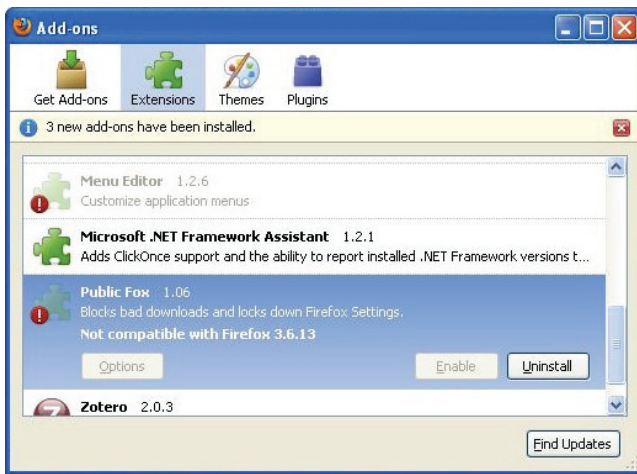 Add-ons
Get Add-ons Extensions Themes Plugins
3 new add-ons have been installed.
Menu Editor 1.2.6
Customize application menus
Microsoft .NET Framework Assistant 1.2.1
Adds ClickOnce support and the ability to report installed .NET Framework versions t...
Public Fox 1.06
Blocks bad downloads and locks down Firefox Settings.
Not compatible with Firefox 3.6.13
Options Enable Uninstall
Zotero 2.0.3
Find Updates